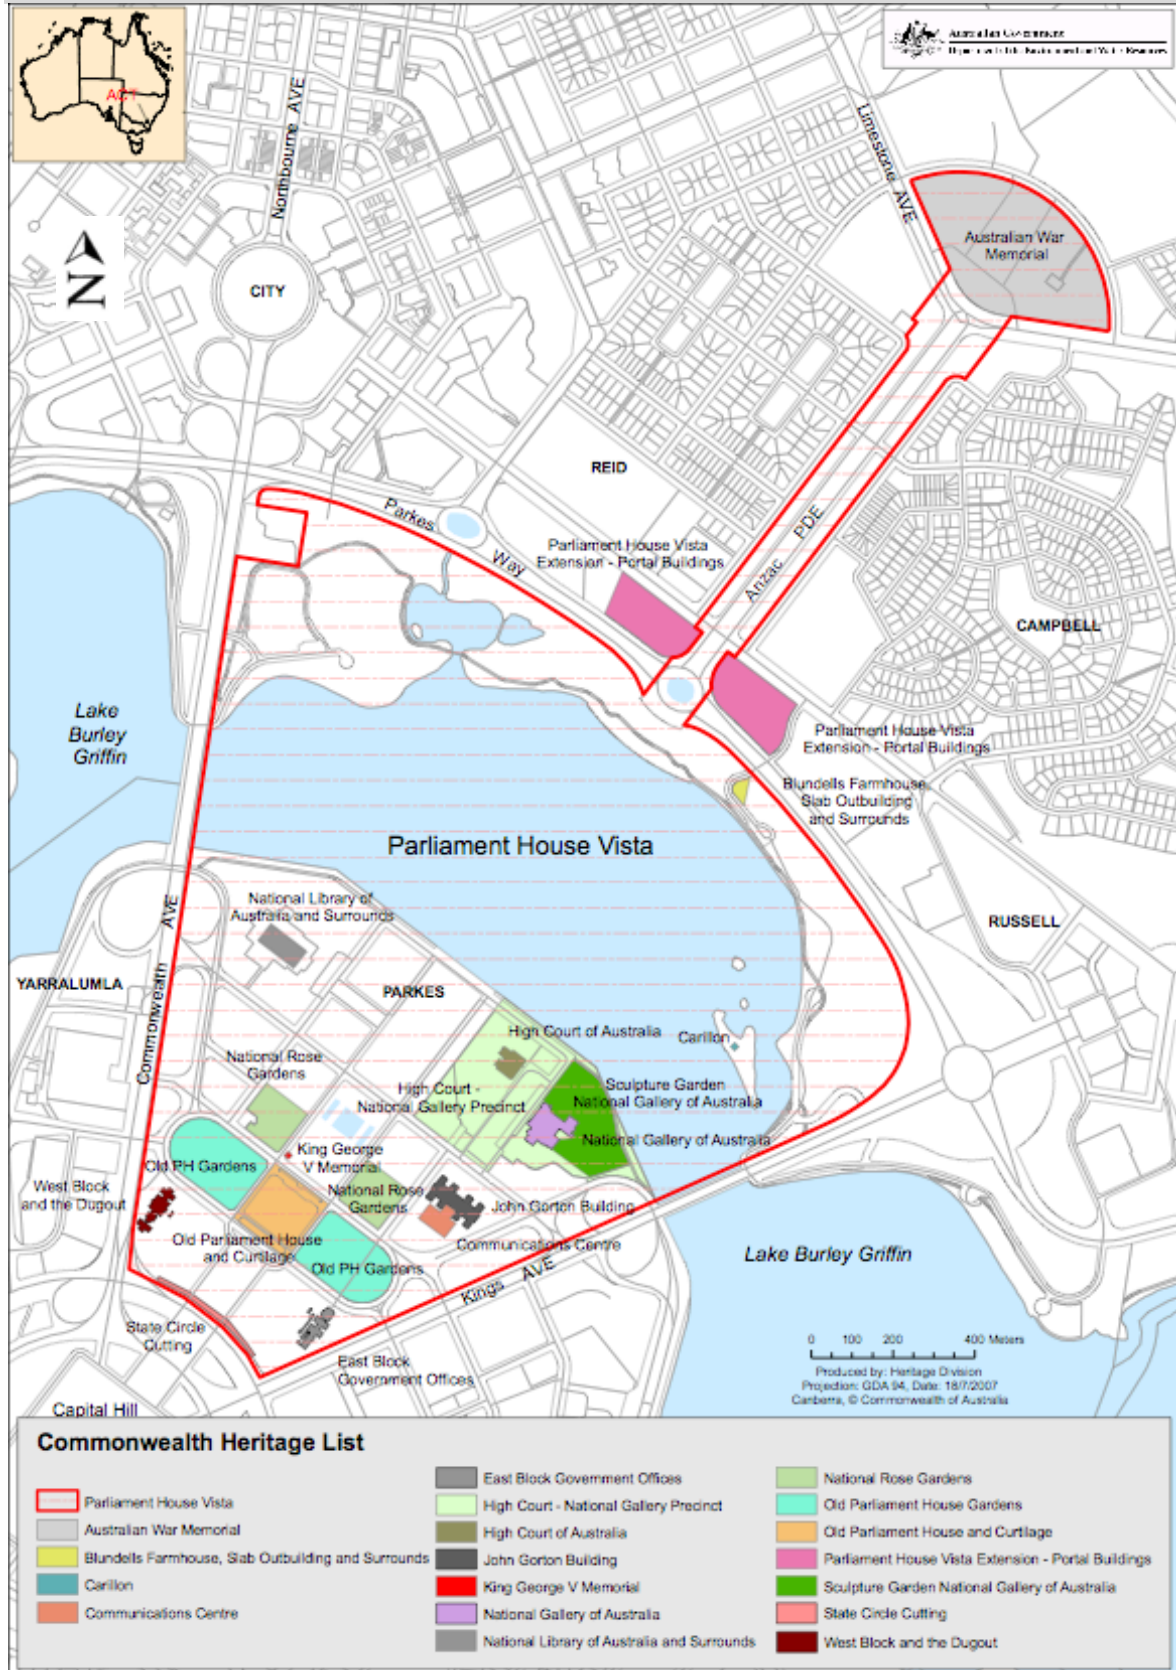 ACT
Australian Government
Department of the Environment and Water Resources
Northbourne AVE
Limestone AVE
Australian War
Memorial
N
CITY
REID
Parkes Way
Parliament House Vista
Extension - Portal Buildings
Anzac PDE
CAMPBELL
Lake
Burley
Griffin
Parliament House Vista
Extension - Portal Buildings
Blundells Farmhouse,
Slab Outbuilding
and Surrounds
Parliament House Vista
National Library of
Australia and Surrounds
RUSSELL
YARRALUMLA
Commonwealth AVE
PARKES
High Court of Australia
Carillon
National Rose
Gardens
High Court -
National Gallery Precinct
Sculpture Garden
National Gallery of Australia
National Gallery of Australia
King George
V Memorial
Old PH Gardens
West Block
and the Dugout
National Rose
Gardens
John Gorton Building
Old Parliament House
and Curtilage
Communications Centre
Old PH Gardens
Lake Burley Griffin
Kings AVE
State Circle
Cutting
East Block
Government Offices
0 100 200 400 Meters
Produced by: Heritage Division
Projection: GDA 94, Date: 18/7/2007
Canberra, © Commonwealth of Australia
Capital Hill
Commonwealth Heritage List
Parliament House Vista
Australian War Memorial
Blundells Farmhouse, Slab Outbuilding and Surrounds
Carillon
Communications Centre
East Block Government Offices
High Court - National Gallery Precinct
High Court of Australia
John Gorton Building
King George V Memorial
National Gallery of Australia
National Library of Australia and Surrounds
National Rose Gardens
Old Parliament House Gardens
Old Parliament House and Curtilage
Parliament House Vista Extension - Portal Buildings
Sculpture Garden National Gallery of Australia
State Circle Cutting
West Block and the Dugout